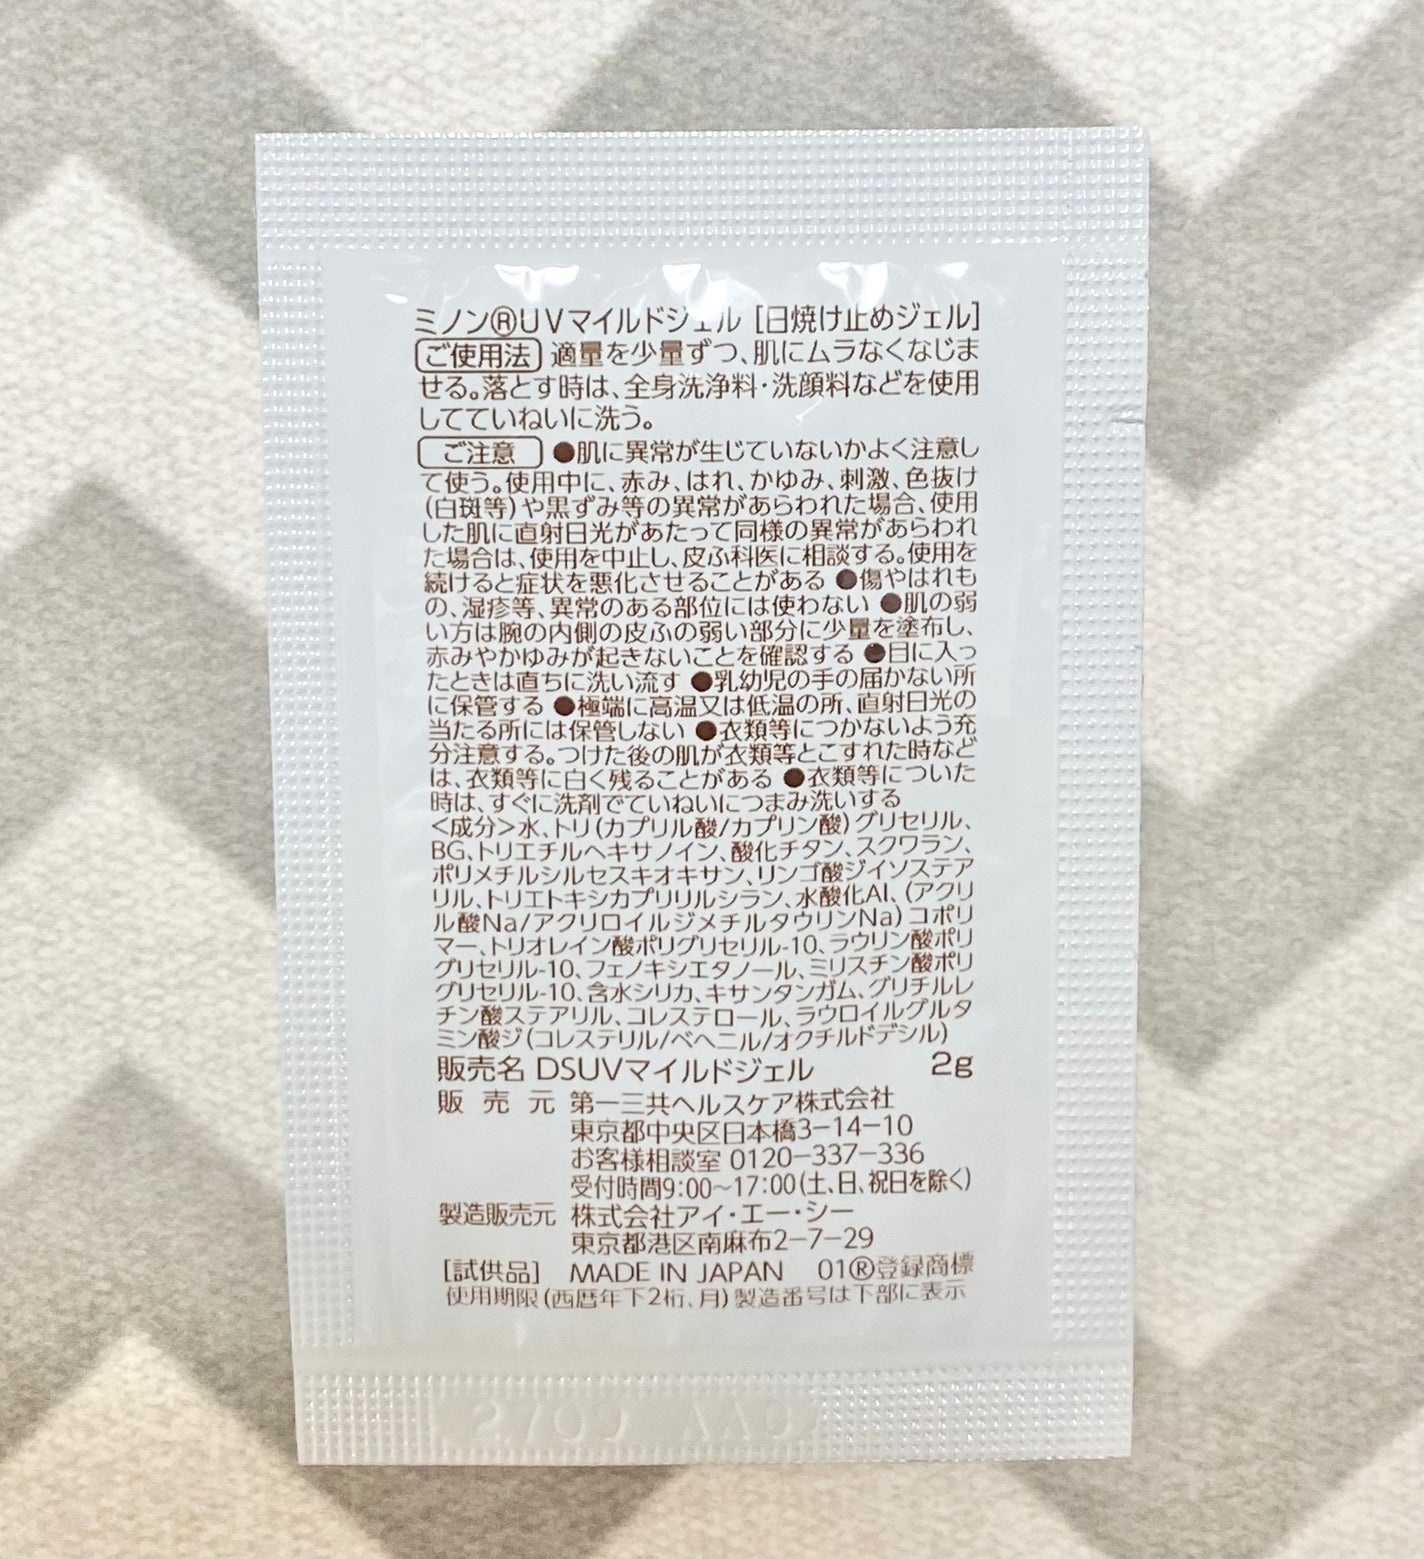 ミノン®UVマイルドジェル [日焼け止めジェル]
ご使用法 適量を少量ずつ、肌にムラなくなじま
せる。落とす時は、全身洗浄料・洗顔料などを使用
してていねいに洗う。
ご注意 ●肌に異常が生じていないかよく注意し
て使う。使用中に、赤み、はれ、かゆみ、刺激、色抜け
(白斑等)や黒ずみ等の異常があらわれた場合、使用
した肌に直射日光があたって同様の異常があらわれ
た場合は、使用を中止し、皮ふ科医に相談する。使用を
続けると症状を悪化させることがある ●傷やはれも
の、湿疹等、異常のある部位には使わない ●肌の弱
い方は腕の内側の皮ふの弱い部分に少量を塗布し、
赤みやかゆみが起きないことを確認する ●目に入っ
たときは直ちに洗い流す ●乳幼児の手の届かない所
に保管する ●極端に高温又は低温の所、直射日光の
当たる所には保管しない ●衣類等につかないよう充
分注意する。つけた後の肌が衣類等とこすれた時など
は、衣類等に白く残ることがある ●衣類等についた
時は、すぐに洗剤でていねいにつまみ洗いする
<成分>水、トリ(カプリル酸/カプリン酸)グリセリル、
BG、トリエチルヘキサノイン、酸化チタン、スクワラン、
ポリメチルシルセスキオキサン、リンゴ酸ジイソステア
リル、トリエトキシカプリリルシラン、水酸化Al、(アクリ
ル酸Na/アクリロイルジメチルタウリンNa)コポリ
マー、トリオレイン酸ポリグリセリル-10、ラウリン酸ポリ
グリセリル-10、フェノキシエタノール、ミリスチン酸ポリ
グリセリル-10、含水シリカ、キサンタンガム、グリチルレ
チン酸ステアリル、コレステロール、ラウロイルグルタ
ミン酸ジ(コレステリル/ベヘニル/オクチルドデシル)
販売名 DSUVマイルドジェル 2g
販売元 第一三共ヘルスケア株式会社
東京都中央区日本橋3−14−10
お客様相談室 0120−337−336
受付時間9:00〜17:00(土、日、祝日を除く)
製造販売元 株式会社アイ・エー・シー
東京都港区南麻布2−7−29
[試供品] MADE IN JAPAN 01®登録商標
使用期限(西暦年下2桁、月)製造番号は下部に表示